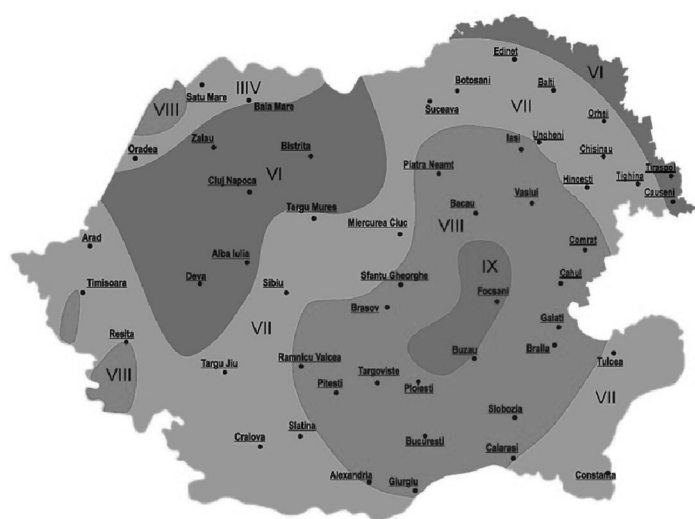 Edinet
VI
IIIV
Satu Mare
VIII
Baia Mare
Botosani
Balti
Suceava
VII
Orhei
Oradea
Zalau
Bistrita
Iasi
Unsheni
Chisinau
Piatra Neamt
VI
Tiraspol
Cluj Napoca
Hincesti
Tighina
Causeni
Targu Mures
Bacau
Vaslui
Miercurea Ciuc
VIII
Arad
Comrat
Alba Iulia
IX
Deva
Sfantu Gheorghe
Cahul
Timisoara
Sibiu
Focsani
Brasov
Resita
VII
Galati
Braila
Targu Jiu
Ramnicu Valcea
Buzau
Tulcea
VIII
Targoviste
Pitesti
Ploiesti
VII
Slobozia
Slatina
Craiova
Bucuresti
Calarasi
Alexandria
Giurgiu
Constanta